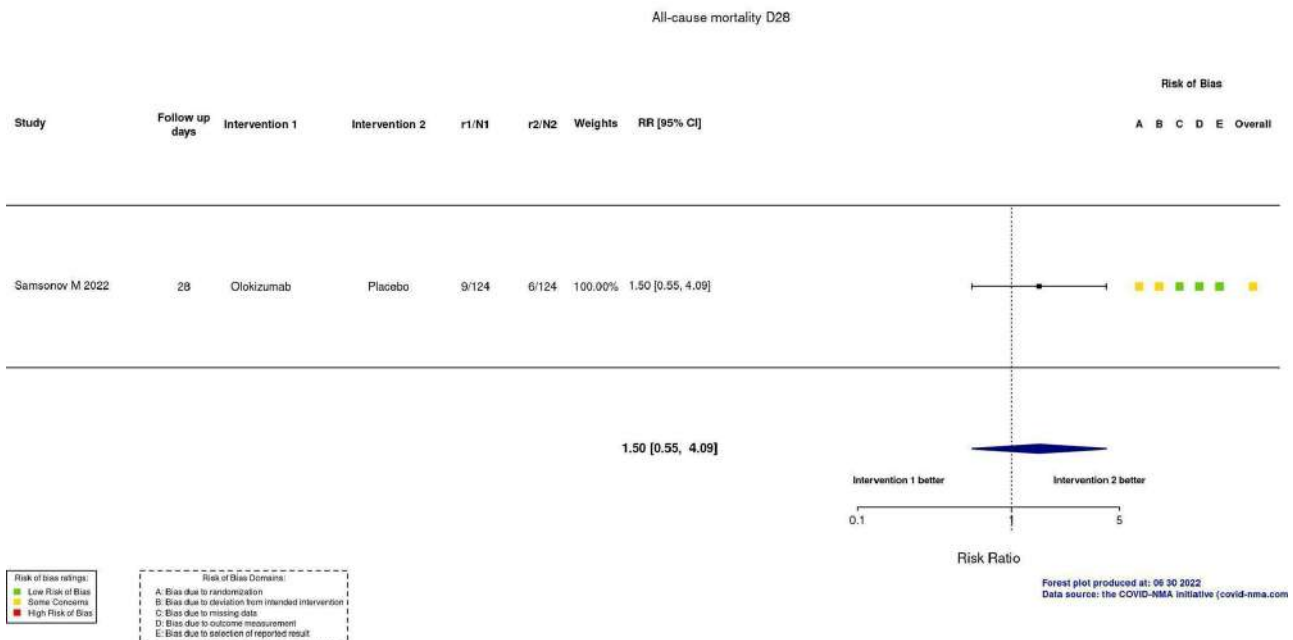 All-cause mortality D28
Risk of Bias
Study Follow up days Intervention 1 Intervention 2 r1/N1 r2/N2 Weights RR [95% CI] A B C D E Overall
Samsonov M 2022 28 Olokizumab Placebo 9/124 6/124 100.00% 1.50 [0.55, 4.09]
1.50 [0.55, 4.09]
Intervention 1 better Intervention 2 better
0.1 1 5
Risk Ratio
Risk of bias ratings:
Low Risk of Bias
Some Concerns
High Risk of Bias
Risk of Bias Domains:
A: Bias due to randomization
B: Bias due to deviation from intended intervention
C: Bias due to missing data
D: Bias due to outcome measurement
E: Bias due to selection of reported result
Forest plot produced at: 06 30 2022
Data source: the COVID-NMA initiative (covid-nma.com